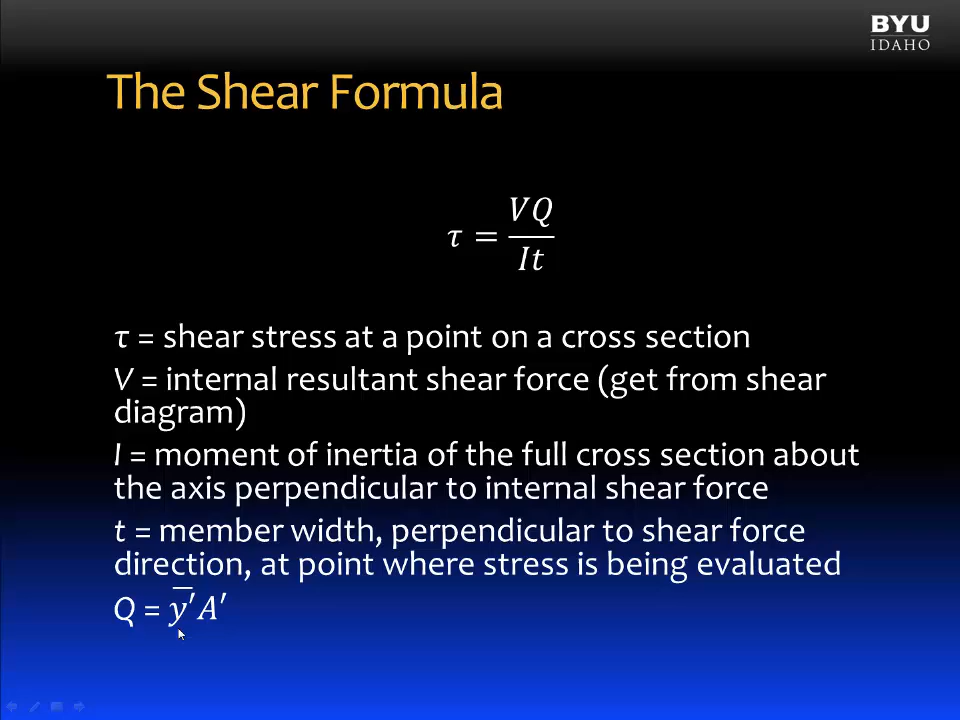 BYU
IDAHO
The Shear Formula
τ = VQ / It
τ = shear stress at a point on a cross section
V = internal resultant shear force (get from shear
diagram)
I = moment of inertia of the full cross section about
the axis perpendicular to internal shear force
t = member width, perpendicular to shear force
direction, at point where stress is being evaluated
Q = y̅′A′